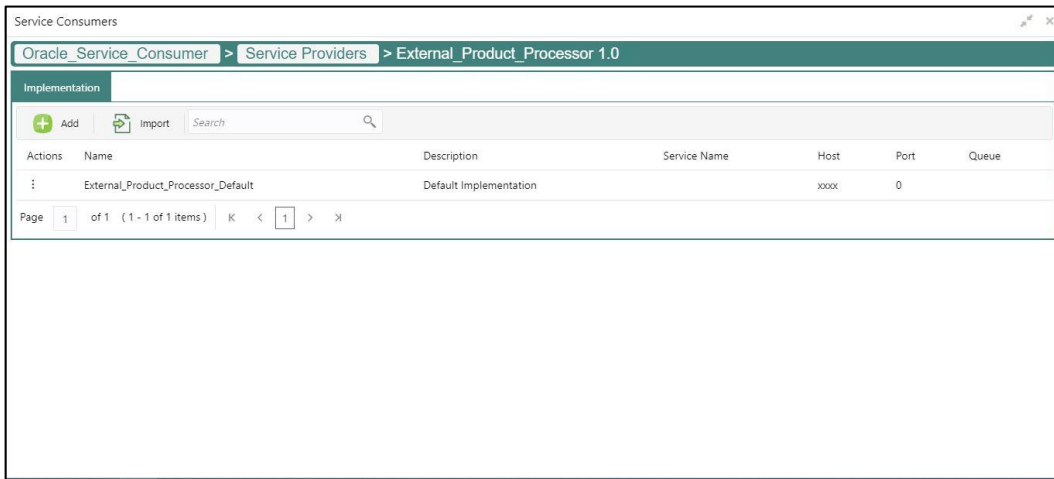 Service Consumers
Oracle_Service_Consumer > Service Providers > External_Product_Processor 1.0
Implementation
Add Import Search
Actions Name Description Service Name Host Port Queue
External_Product_Processor_Default Default Implementation xxxx 0
Page 1 of 1 ( 1 - 1 of 1 items) K < 1 > >|